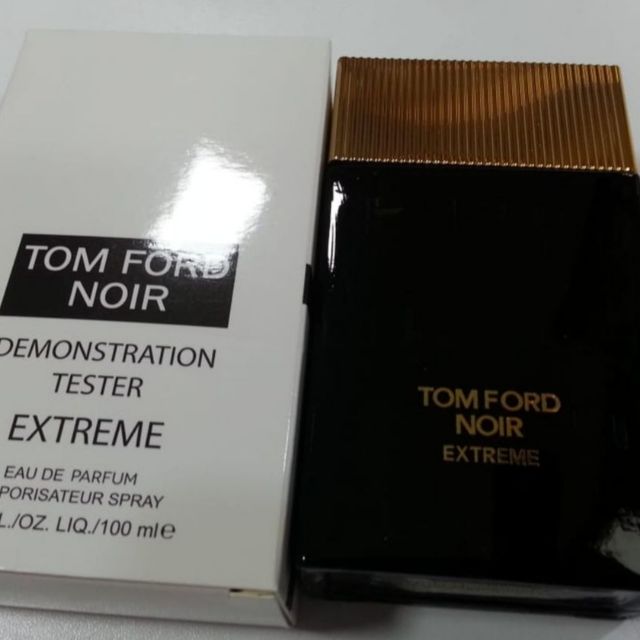 TOM FORD
NOIR
DEMONSTRATION
TESTER
EXTREME
EAU DE PARFUM
PORISATEUR SPRAY
L./OZ. LIQ./100 ml e
TOM FORD
NOIR
EXTREME